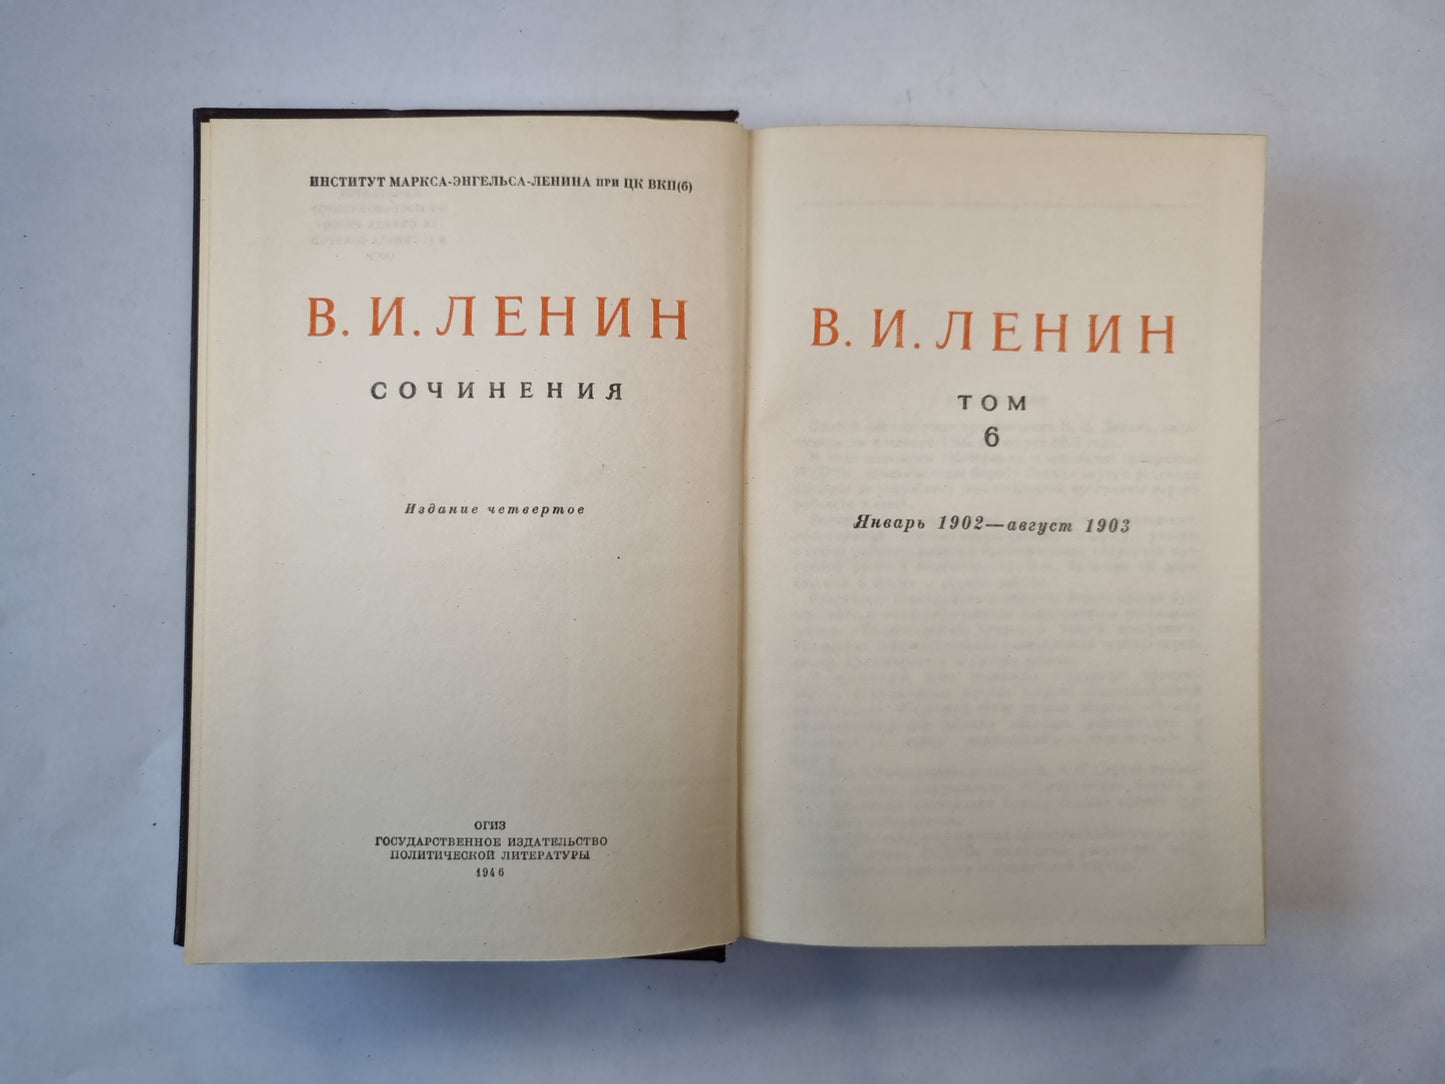 ИНСТИТУТ МАРКСА-ЭНГЕЛЬСА-ЛЕНИНА ПРИ ЦК ВКП(б)
В. И. ЛЕНИН
СОЧИНЕНИЯ
Издание четвертое
ОГИЗ
ГОСУДАРСТВЕННОЕ ИЗДАТЕЛЬСТВО
ПОЛИТИЧЕСКОЙ ЛИТЕРАТУРЫ
1946
В. И. ЛЕНИН
ТОМ
6
Январь 1902—август 1903